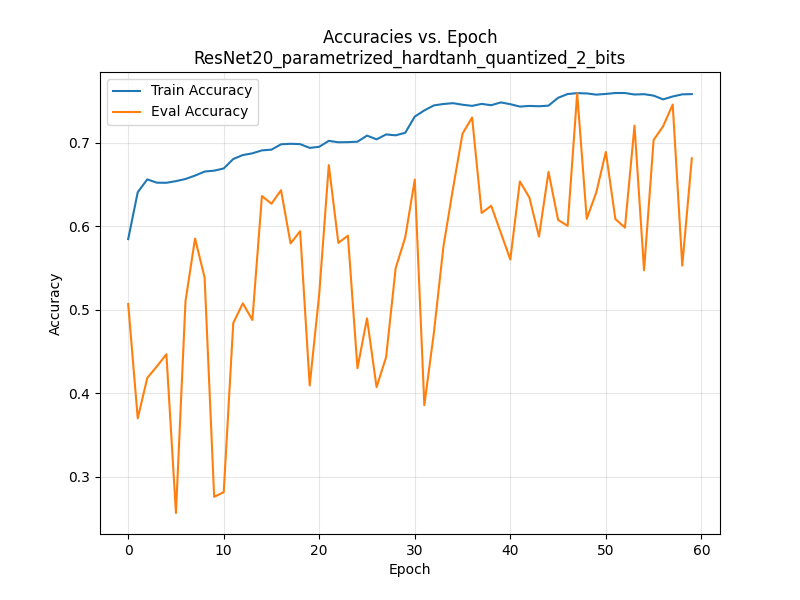 Accuracies vs. Epoch
ResNet20_parametrized_hardtanh_quantized_2_bits
Train Accuracy
Eval Accuracy
Accuracy
0.7
0.6
0.5
0.4
0.3
0 10 20 30 40 50 60
Epoch